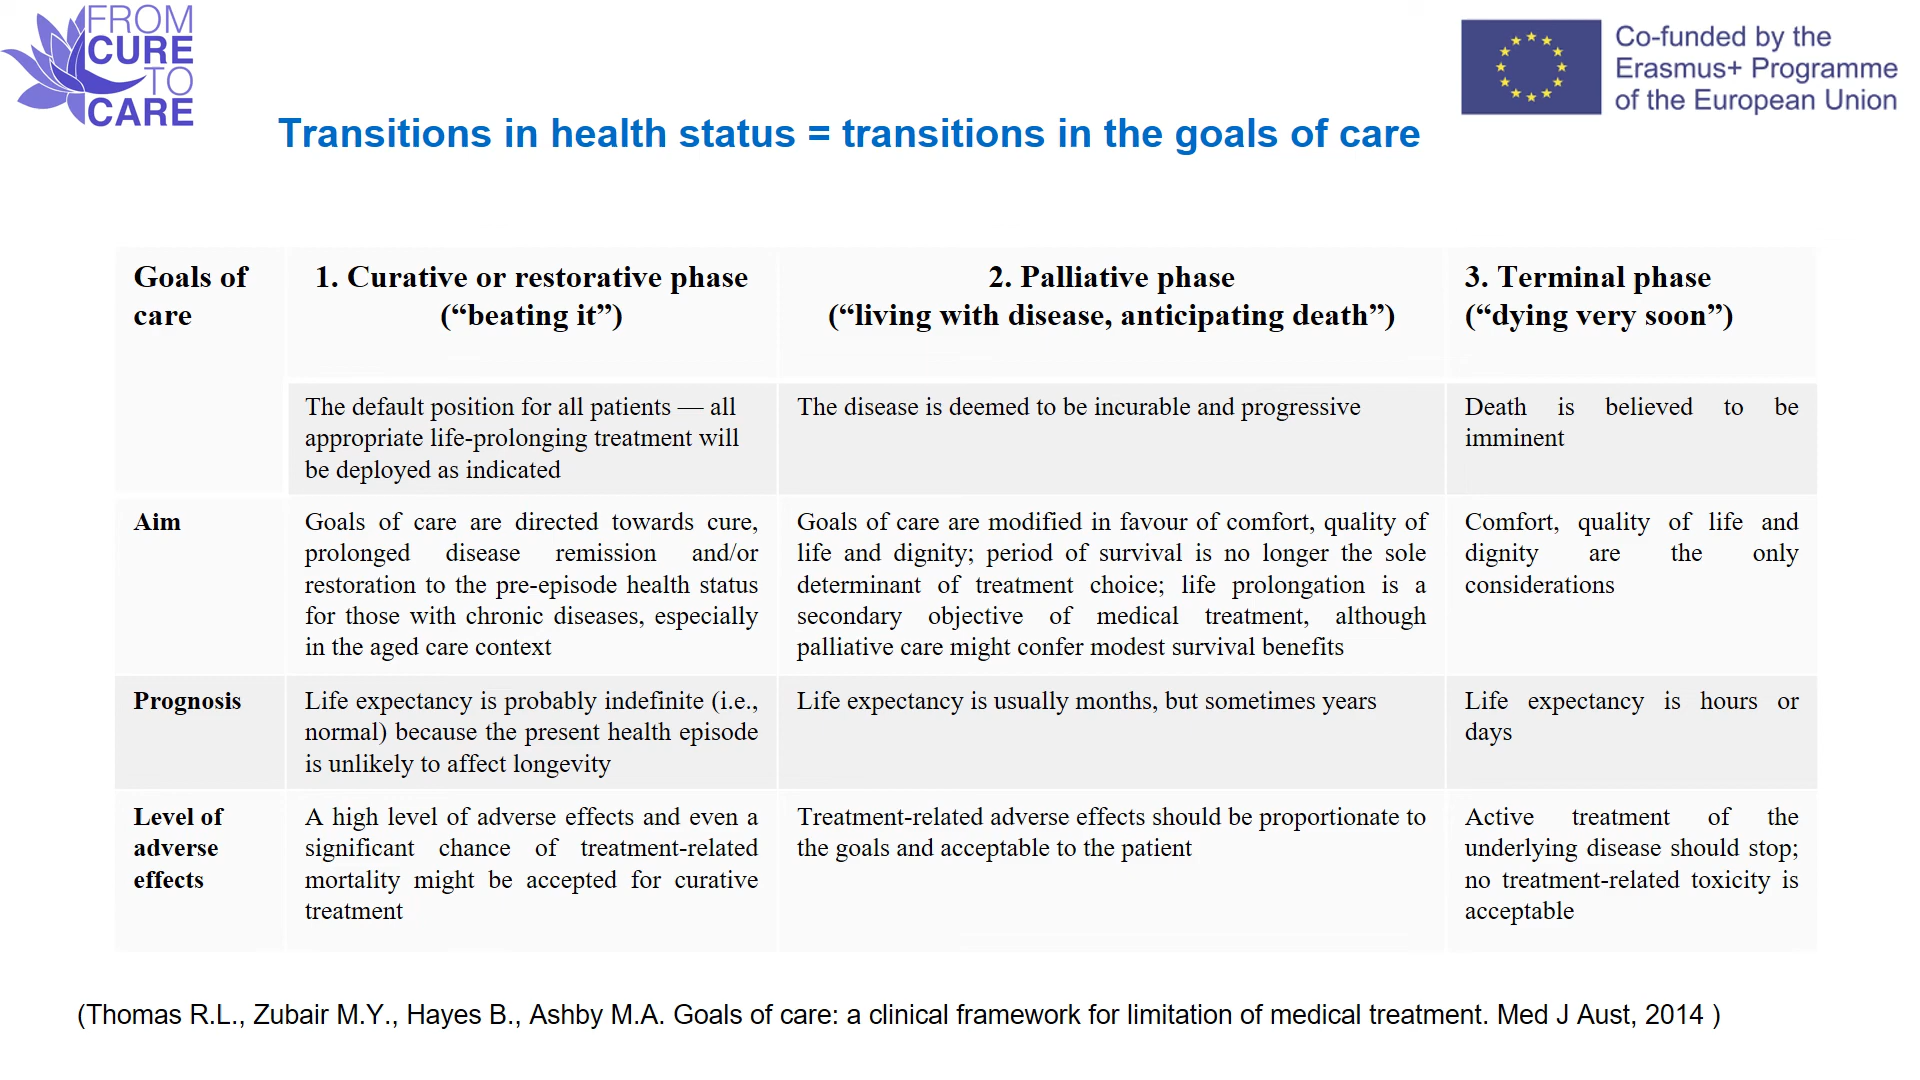 FROM
CURE
TO
CARE
Co-funded by the
Erasmus+ Programme
of the European Union
Transitions in health status = transitions in the goals of care
Goals of
care
1. Curative or restorative phase
(“beating it”)
2. Palliative phase
(“living with disease, anticipating death”)
3. Terminal phase
(“dying very soon”)
The default position for all patients — all
appropriate life-prolonging treatment will
be deployed as indicated
The disease is deemed to be incurable and progressive
Death is believed to be
imminent
Aim
Goals of care are directed towards cure,
prolonged disease remission and/or
restoration to the pre-episode health status
for those with chronic diseases, especially
in the aged care context
Goals of care are modified in favour of comfort, quality of
life and dignity; period of survival is no longer the sole
determinant of treatment choice; life prolongation is a
secondary objective of medical treatment, although
palliative care might confer modest survival benefits
Comfort, quality of life and
dignity are the only
considerations
Prognosis
Life expectancy is probably indefinite (i.e.,
normal) because the present health episode
is unlikely to affect longevity
Life expectancy is usually months, but sometimes years
Life expectancy is hours or
days
Level of
adverse
effects
A high level of adverse effects and even a
significant chance of treatment-related
mortality might be accepted for curative
treatment
Treatment-related adverse effects should be proportionate to
the goals and acceptable to the patient
Active treatment of the
underlying disease should stop;
no treatment-related toxicity is
acceptable
(Thomas R.L., Zubair M.Y., Hayes B., Ashby M.A. Goals of care: a clinical framework for limitation of medical treatment. Med J Aust, 2014 )